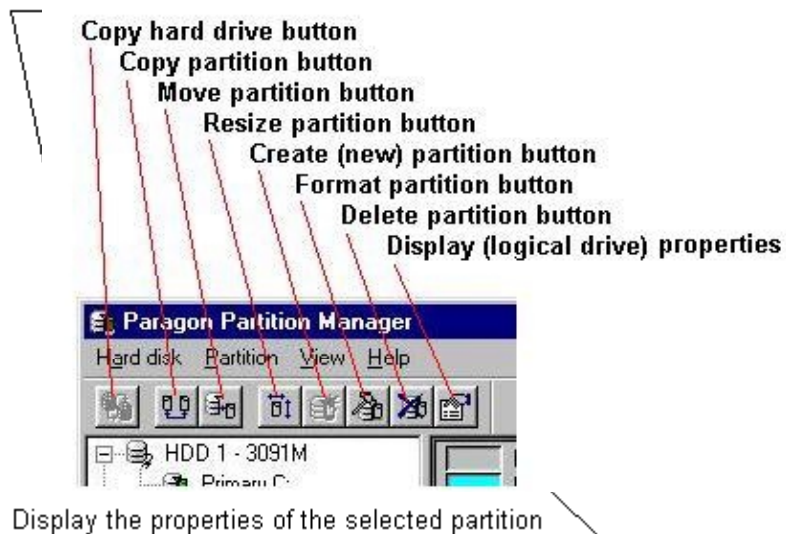 Copy hard drive button
Copy partition button
Move partition button
Resize partition button
Create (new) partition button
Format partition button
Delete partition button
Display (logical drive) properties
Paragon Partition Manager
Hard disk Partition View Help
HDD 1 - 3091M
Primary C:
Display the properties of the selected partition